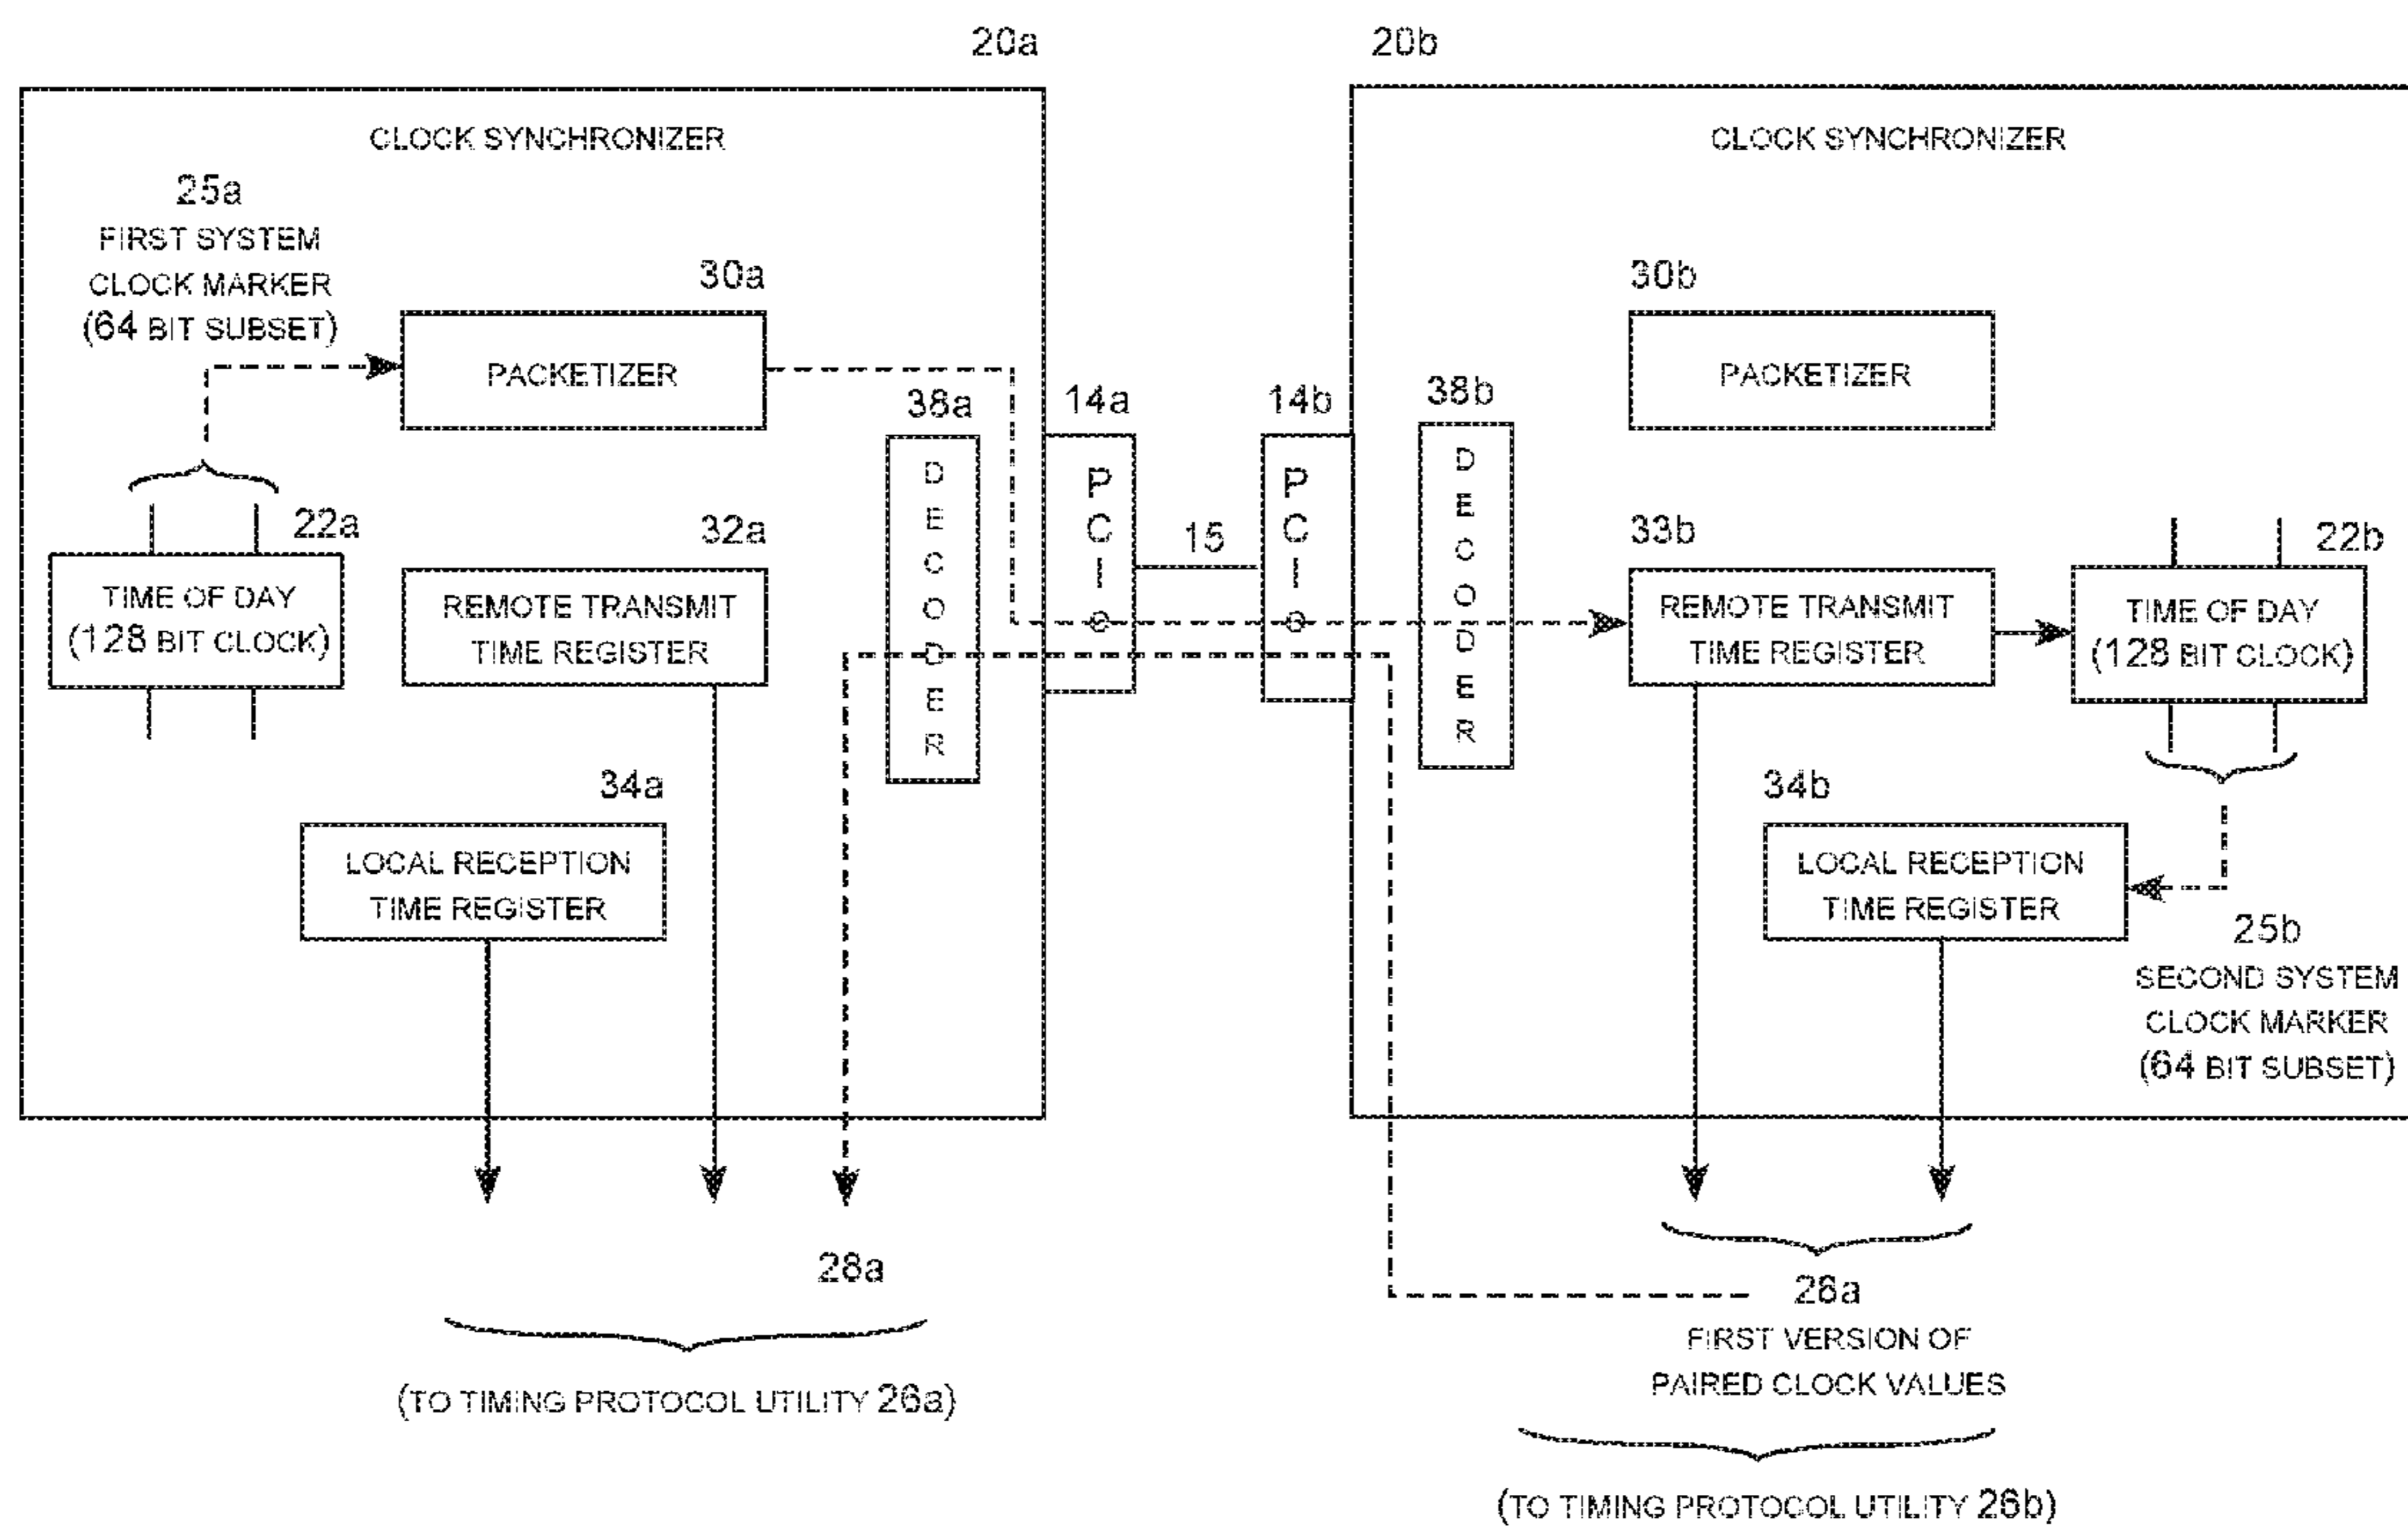 20a
20b
CLOCK SYNCHRONIZER
CLOCK SYNCHRONIZER
25a
FIRST SYSTEM
CLOCK MARKER
(64 BIT SUBSET)
30a
PACKETIZER
30b
PACKETIZER
38a
DECODER
14a
PCI-e
15
14b
PCI-e
38b
DECODER
22a
TIME OF DAY
(128 BIT CLOCK)
32a
REMOTE TRANSMIT
TIME REGISTER
33b
REMOTE TRANSMIT
TIME REGISTER
22b
TIME OF DAY
(128 BIT CLOCK)
34a
LOCAL RECEPTION
TIME REGISTER
34b
LOCAL RECEPTION
TIME REGISTER
25b
SECOND SYSTEM
CLOCK MARKER
(64 BIT SUBSET)
28a
(TO TIMING PROTOCOL UTILITY 26a)
28a
FIRST VERSION OF
PAIRED CLOCK VALUES
(TO TIMING PROTOCOL UTILITY 26b)